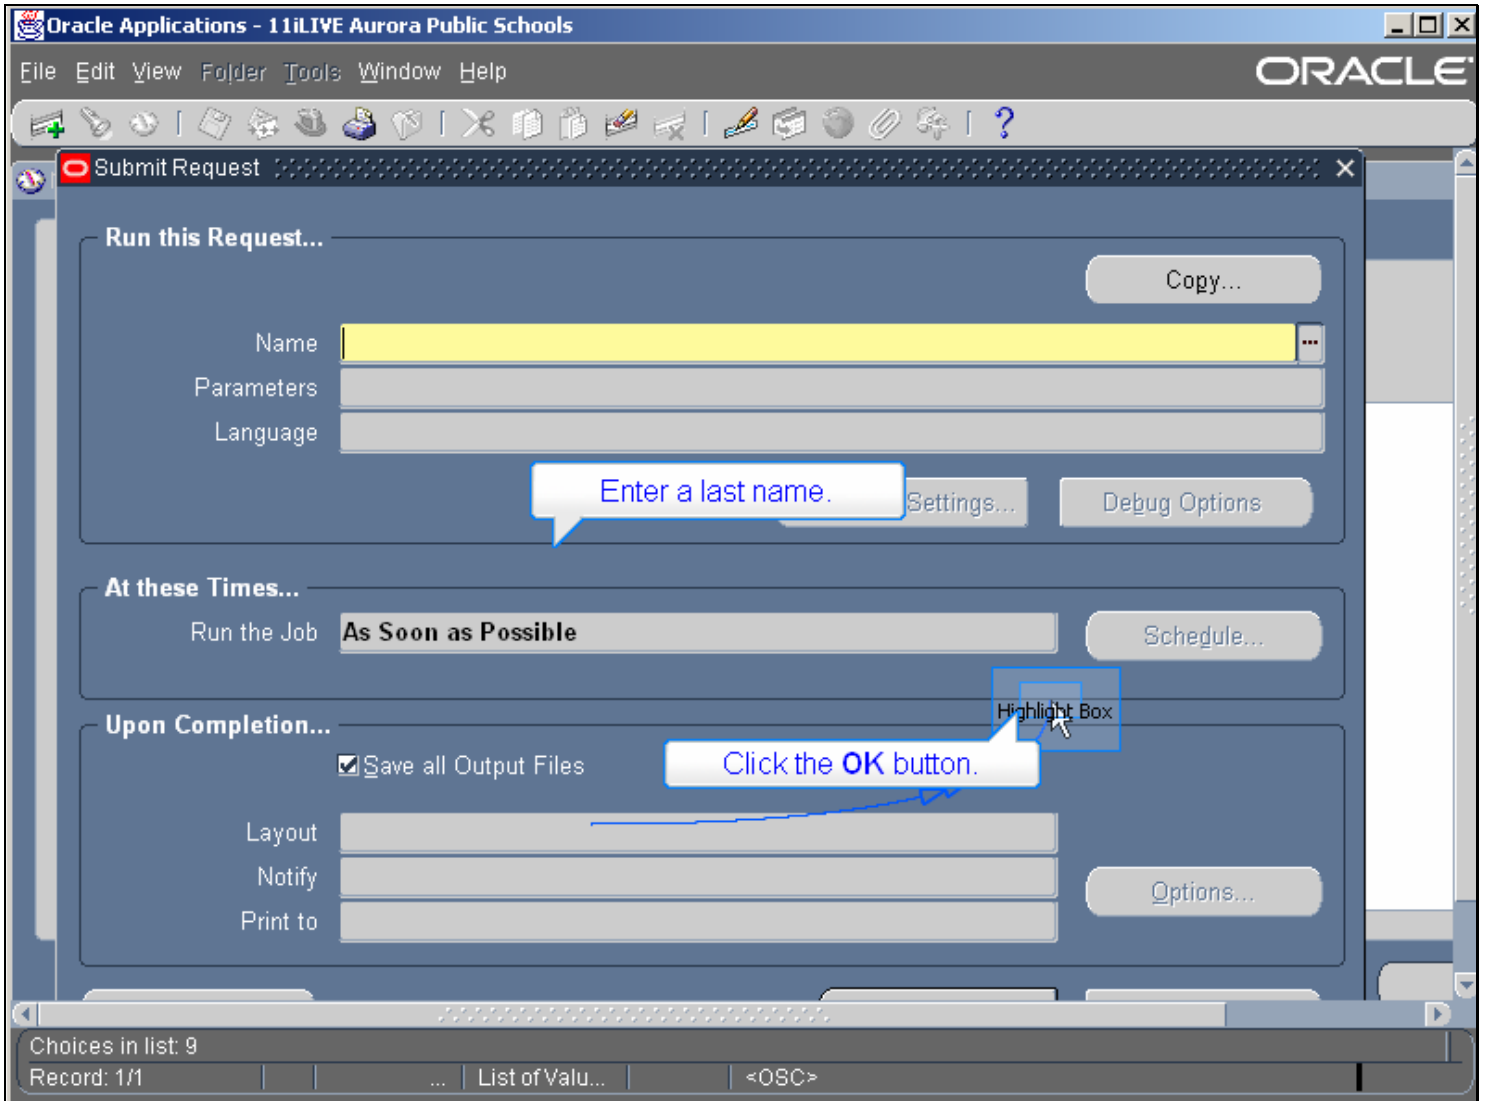 Oracle Applications - 11iLIVE Aurora Public Schools
File Edit View Folder Tools Window Help
ORACLE
Submit Request
Run this Request...
Copy...
Name
Parameters
Language
Enter a last name.
Settings...
Debug Options
At these Times...
Run the Job As Soon as Possible
Schedule...
Highlight Box
Upon Completion...
Save all Output Files
Click the OK button.
Layout
Notify
Options...
Print to
Choices in list: 9
Record: 1/1 ... List of Valu... <OSC>